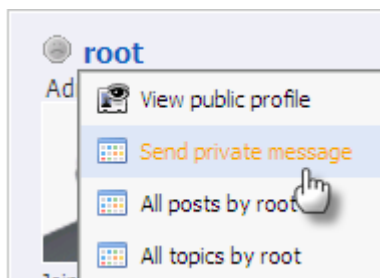 root
Ad
View public profile
Send private message
All posts by root
All topics by root